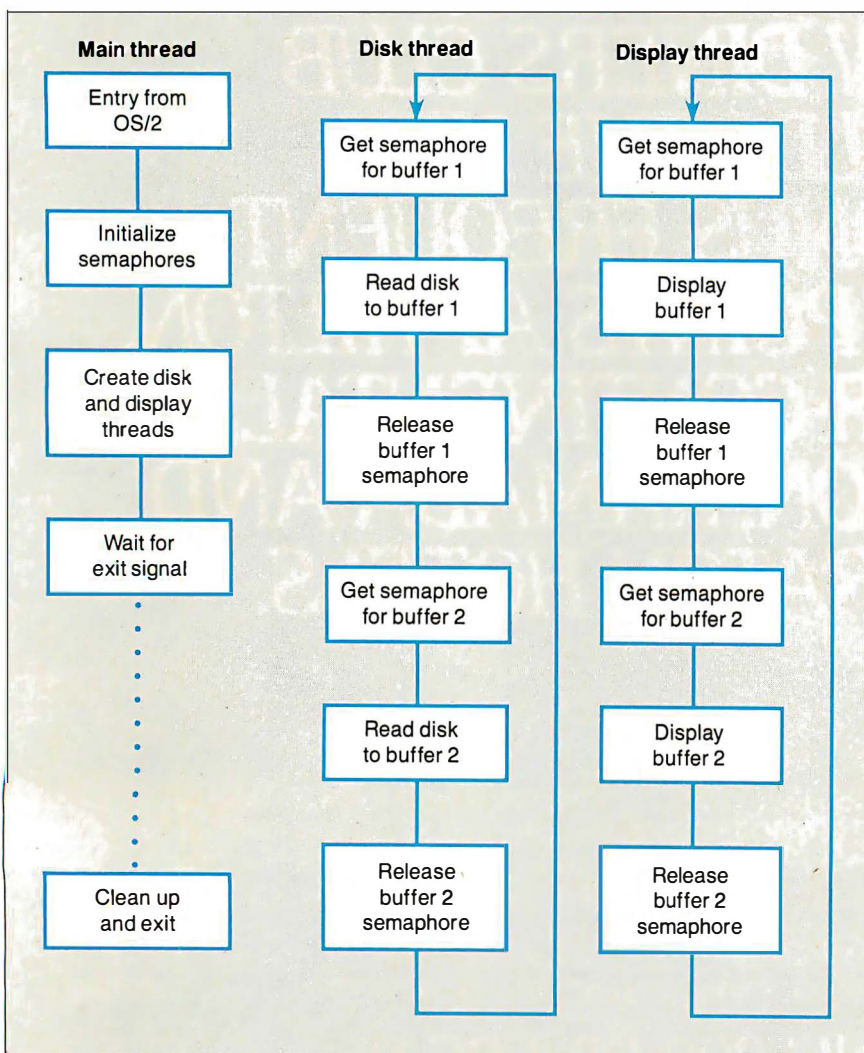 Main thread
Entry from
OS/2
Initialize
semaphores
Create disk
and display
threads
Wait for
exit signal
Clean up
and exit
Disk thread
Get semaphore
for buffer 1
Read disk
to buffer 1
Release
buffer 1
semaphore
Get semaphore
for buffer 2
Read disk
to buffer 2
Release
buffer 2
semaphore
Display thread
Get semaphore
for buffer 1
Display
buffer 1
Release
buffer 1
semaphore
Get semaphore
for buffer 2
Display
buffer 2
Release
buffer 2
semaphore